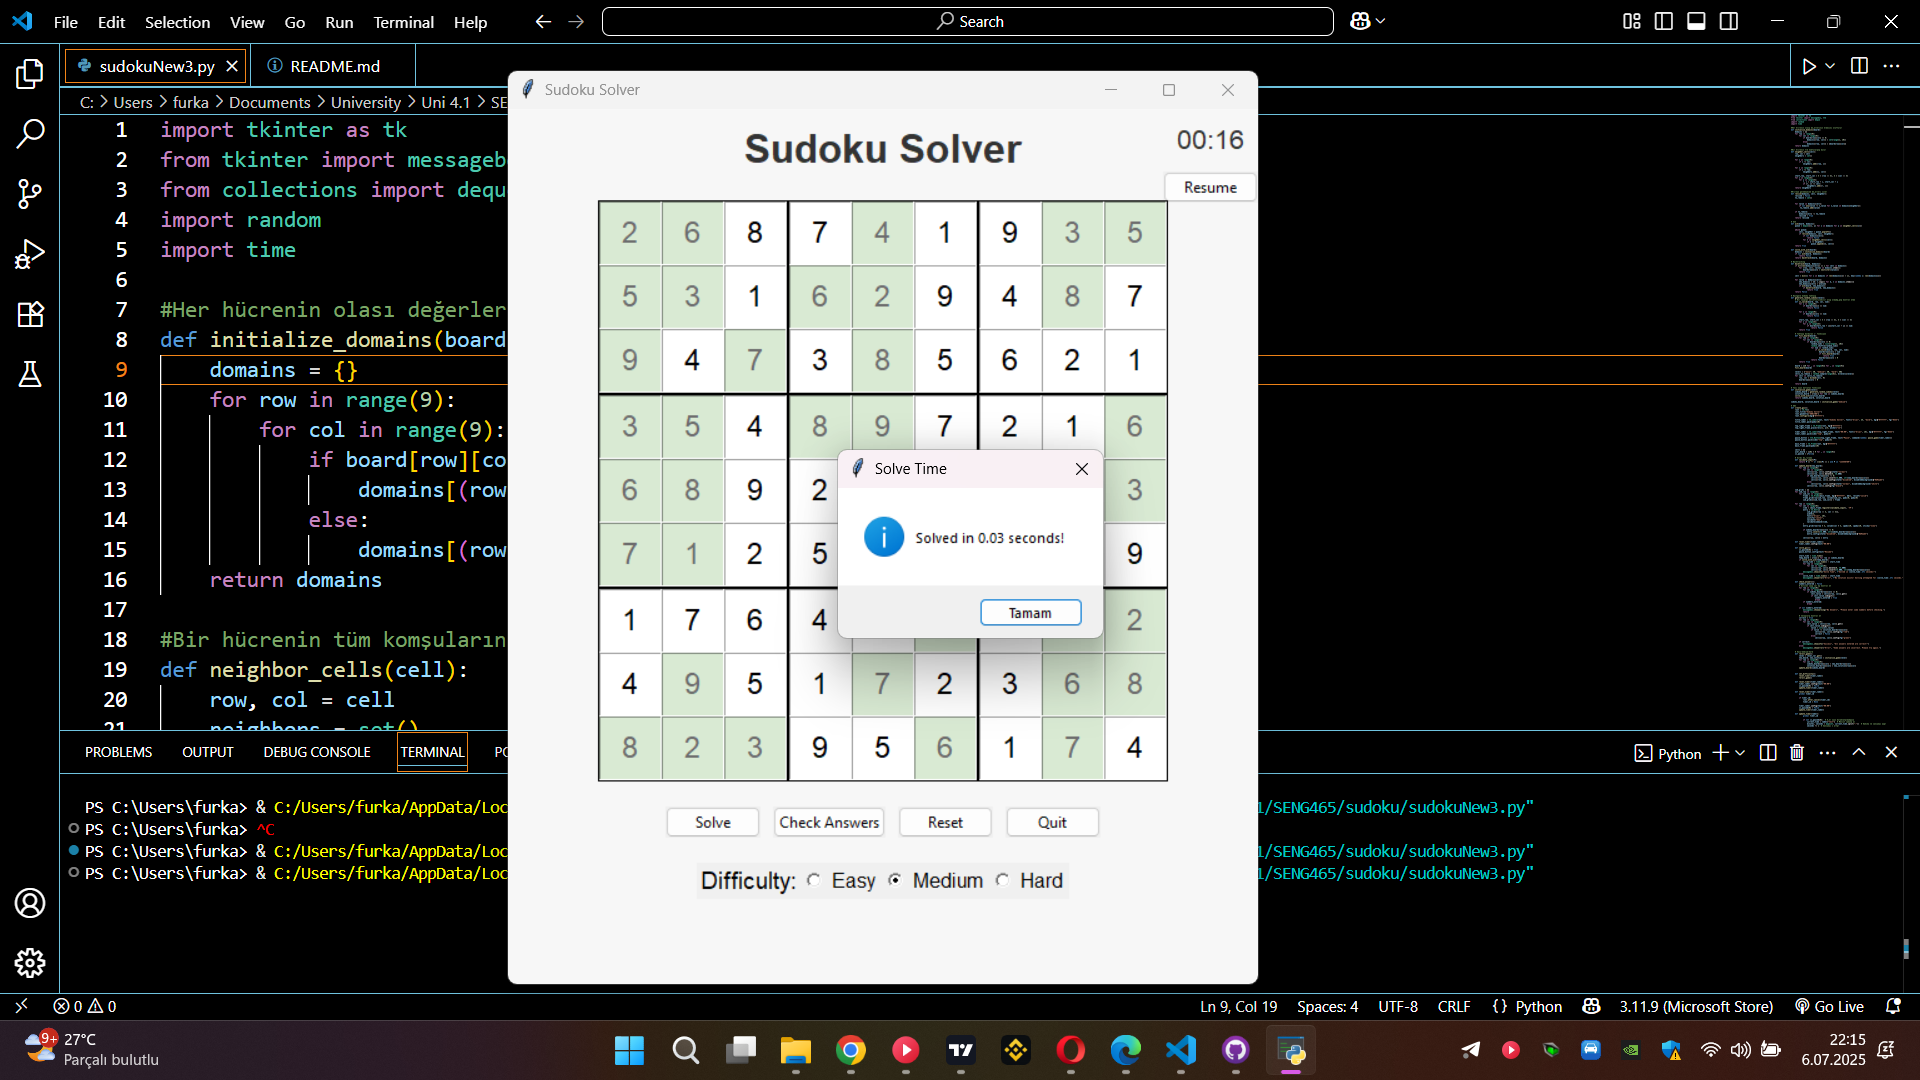 File Edit Selection View Go Run Terminal Help
Search
sudokuNew3.py
README.md
C: > Users > furka > Documents > University > Uni 4.1 > SE
1 import tkinter as tk
2 from tkinter import messageb
3 from collections import dequ
4 import random
5 import time
6
7 #Her hücrenin olası değerler
8 def initialize_domains(board
9 domains = {}
10 for row in range(9):
11 for col in range(9):
12 if board[row][co
13 domains[(row
14 else:
15 domains[(row
16 return domains
17
18 #Bir hücrenin tüm komşuların
19 def neighbor_cells(cell):
20 row, col = cell
21 neighbors = set()
Sudoku Solver
Sudoku Solver
00:16
Resume
2 6 8 7 4 1 9 3 5
5 3 1 6 2 9 4 8 7
9 4 7 3 8 5 6 2 1
3 5 4 8 9 7 2 1 6
6 8 9 2 3
7 1 2 5 9
1 7 6 4 2
4 9 5 1 7 2 3 6 8
8 2 3 9 5 6 1 7 4
Solve Time
Solved in 0.03 seconds!
Tamam
Solve Check Answers Reset Quit
Difficulty: Easy Medium Hard
PROBLEMS OUTPUT DEBUG CONSOLE TERMINAL PO
Python
PS C:\Users\furka> & C:/Users/furka/AppData/Loc
1/SENG465/sudoku/sudokuNew3.py"
PS C:\Users\furka> ^C
PS C:\Users\furka> & C:/Users/furka/AppData/Loc
1/SENG465/sudoku/sudokuNew3.py"
PS C:\Users\furka> & C:/Users/furka/AppData/Loc
1/SENG465/sudoku/sudokuNew3.py"
0 0
Ln 9, Col 19 Spaces: 4 UTF-8 CRLF {} Python 3.11.9 (Microsoft Store) Go Live
9+
27°C
Parçalı bulutlu
22:15
6.07.2025